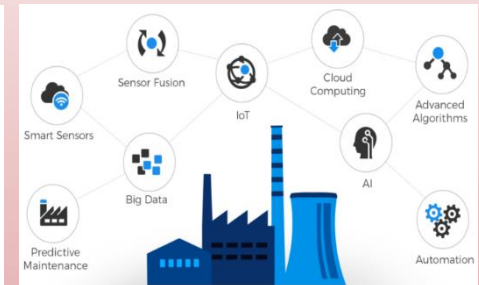 Sensor Fusion
IoT
Cloud
Computing
Advanced
Algorithms
Smart Sensors
Big Data
AI
Predictive
Maintenance
Automation